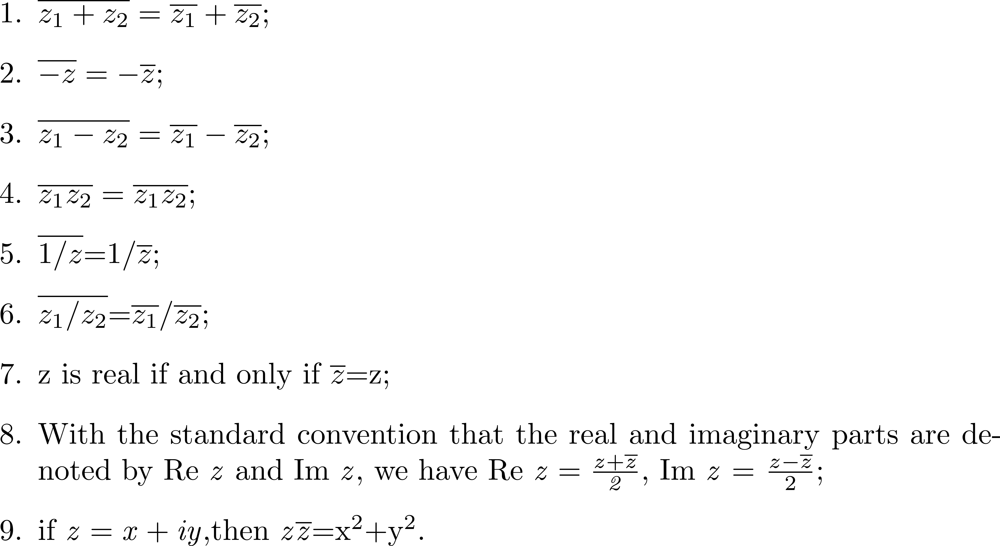 1. $\overline{z_1 + z_2} = \overline{z_1} + \overline{z_2}$;
2. $\overline{-z} = -\overline{z}$;
3. $\overline{z_1 - z_2} = \overline{z_1} - \overline{z_2}$;
4. $\overline{z_1 z_2} = \overline{z_1 z_2}$;
5. $\overline{1/z}$=1/$\overline{z}$;
6. $\overline{z_1/z_2}$=$\overline{z_1}/\overline{z_2}$;
7. z is real if and only if $\overline{z}$=z;
8. With the standard convention that the real and imaginary parts are de-
noted by Re $z$ and Im $z$, we have Re $z = \frac{z+\overline{z}}{2}$, Im $z = \frac{z-\overline{z}}{2}$;
9. if $z = x + iy$,then $z\overline{z}$=x$^2$+y$^2$.